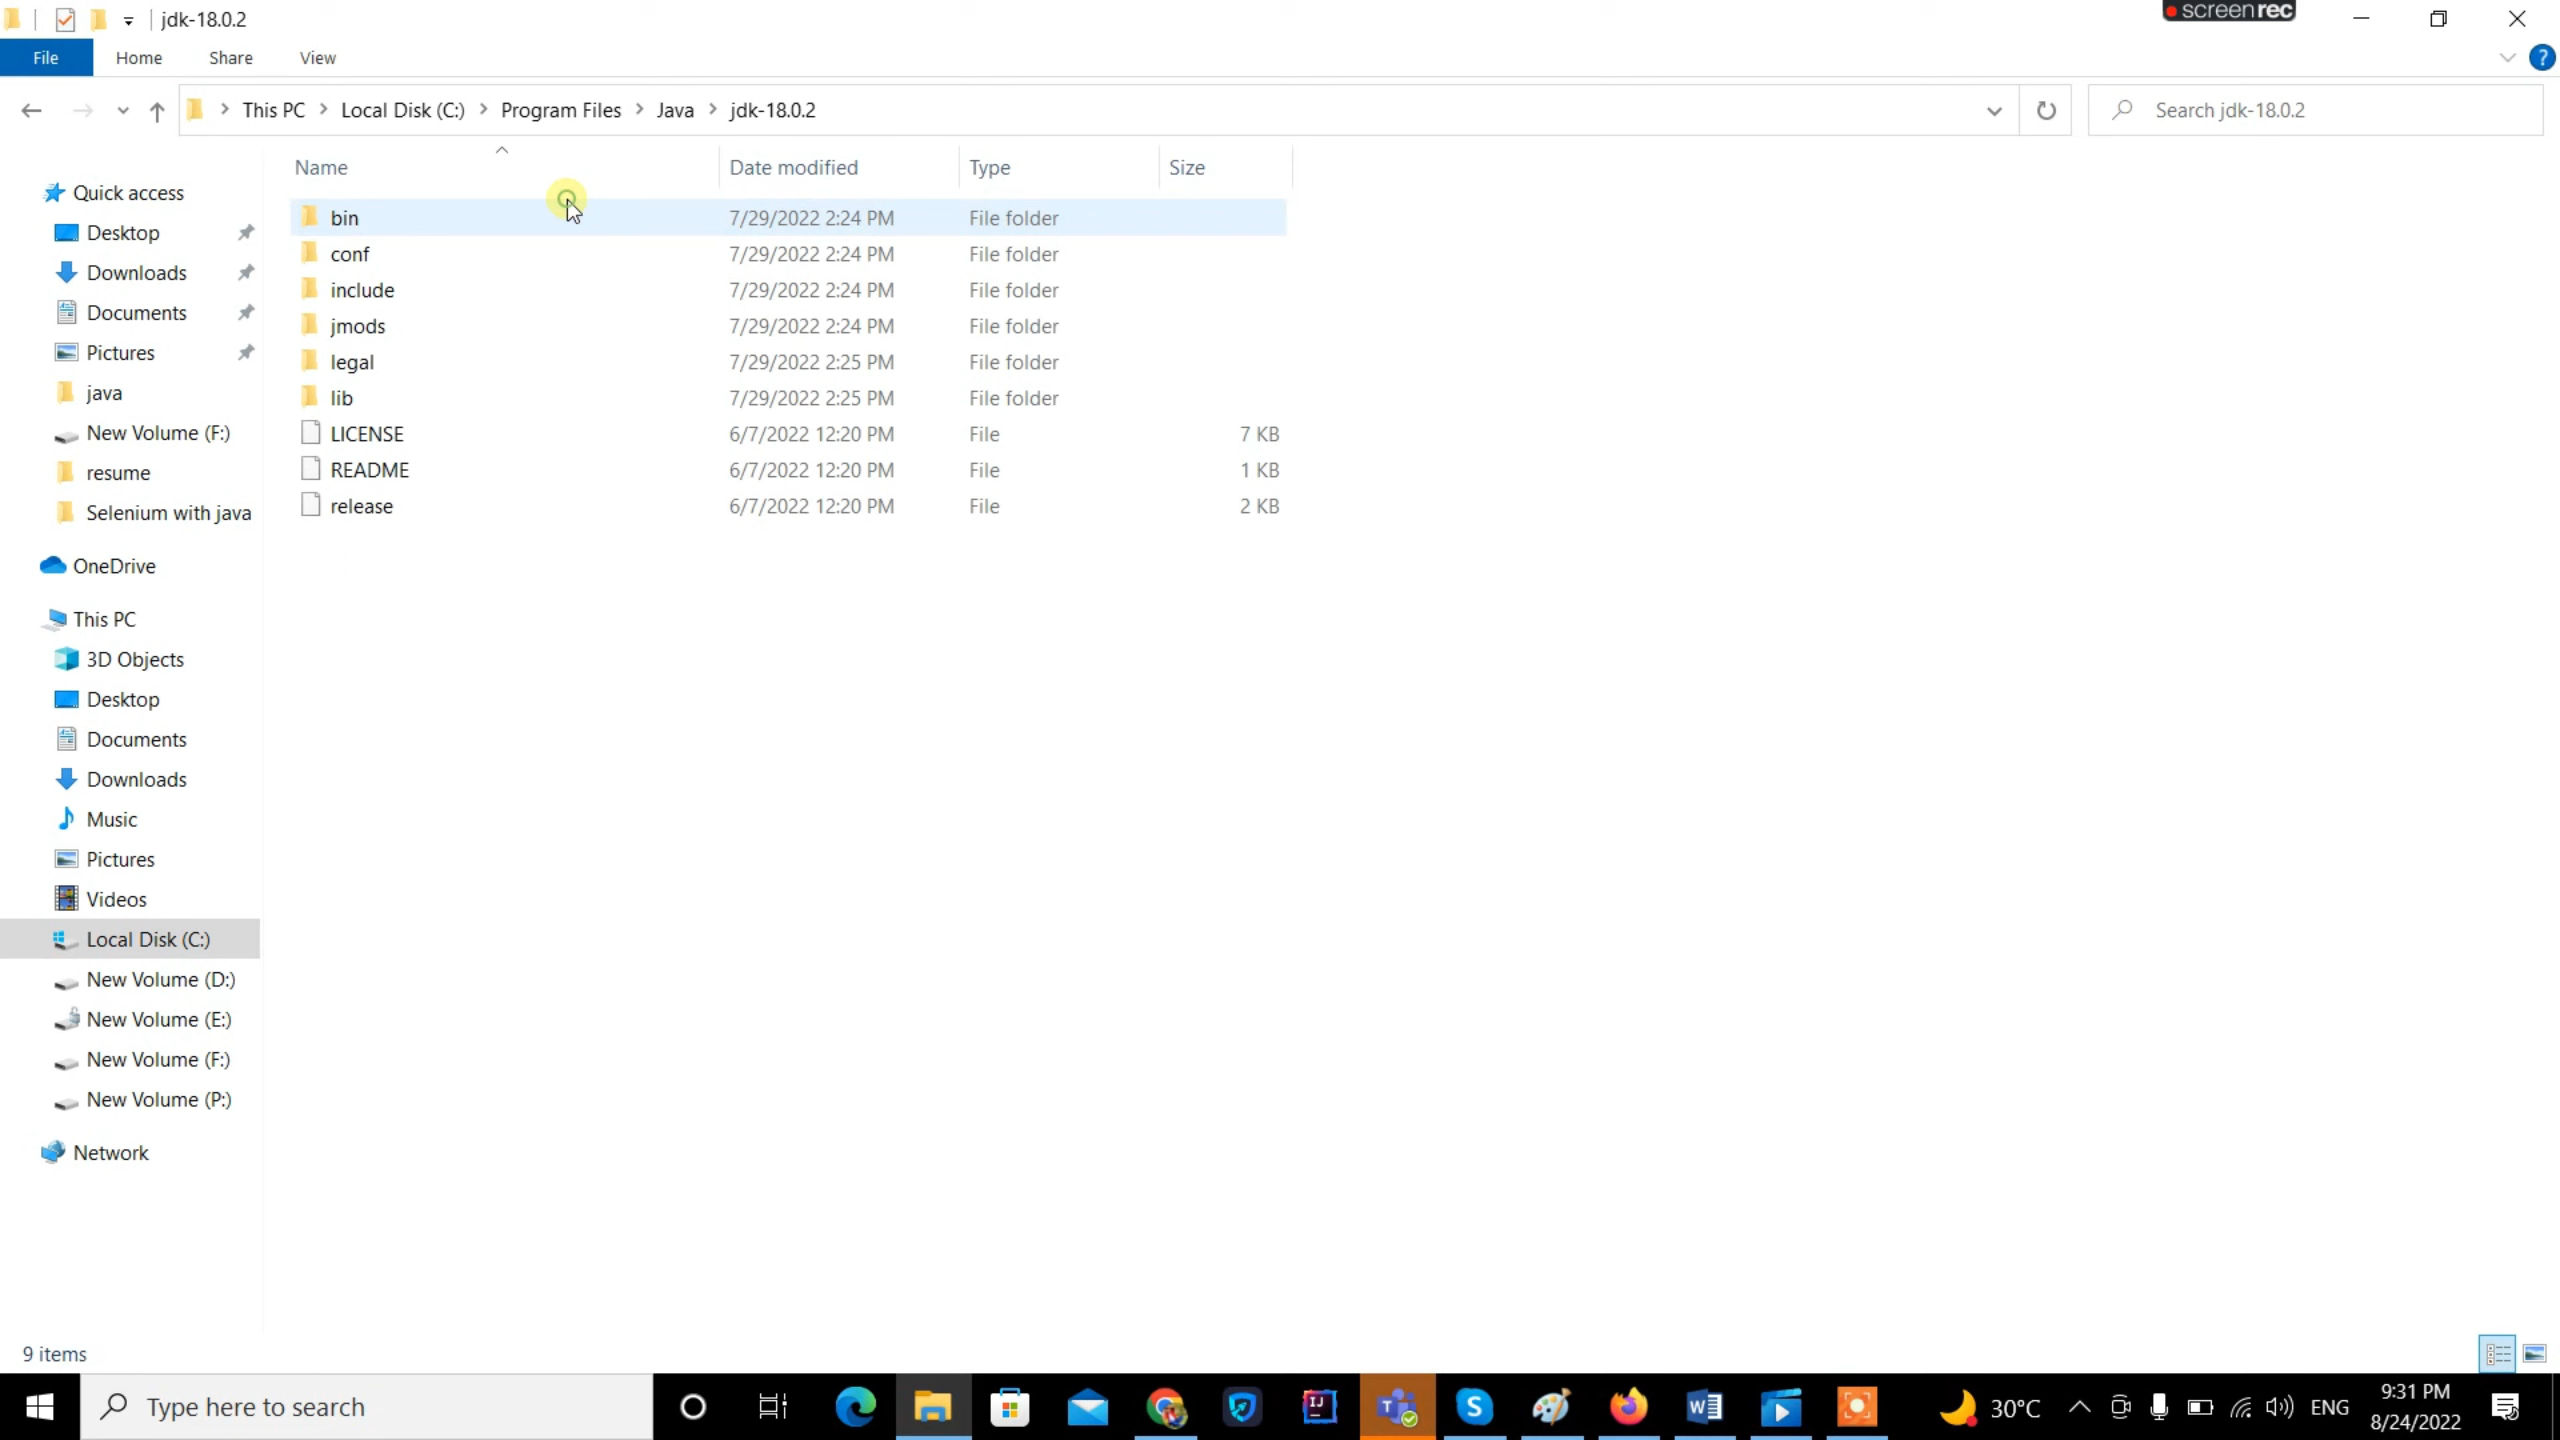 jdk-18.0.2
screenrec
File Home Share View
This PC Local Disk (C:) Program Files Java jdk-18.0.2
Search jdk-18.0.2
Name Date modified Type Size
bin 7/29/2022 2:24 PM File folder
conf 7/29/2022 2:24 PM File folder
include 7/29/2022 2:24 PM File folder
jmods 7/29/2022 2:24 PM File folder
legal 7/29/2022 2:25 PM File folder
lib 7/29/2022 2:25 PM File folder
LICENSE 6/7/2022 12:20 PM File 7 KB
README 6/7/2022 12:20 PM File 1 KB
release 6/7/2022 12:20 PM File 2 KB
Quick access
Desktop
Downloads
Documents
Pictures
java
New Volume (F:)
resume
Selenium with java
OneDrive
This PC
3D Objects
Desktop
Documents
Downloads
Music
Pictures
Videos
Local Disk (C:)
New Volume (D:)
New Volume (E:)
New Volume (F:)
New Volume (P:)
Network
9 items
Type here to search
30°C ENG 9:31 PM
8/24/2022